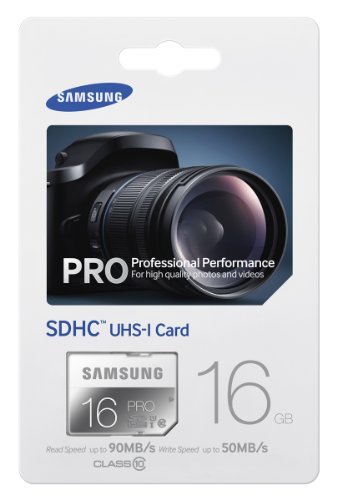 SAMSUNG
PRO Professional Performance
For high quality photos and videos
SDHC™ UHS-I Card
SAMSUNG
16 PRO
16 GB
Read Speed up to 90MB/s Write Speed up to 50MB/s
CLASS 10